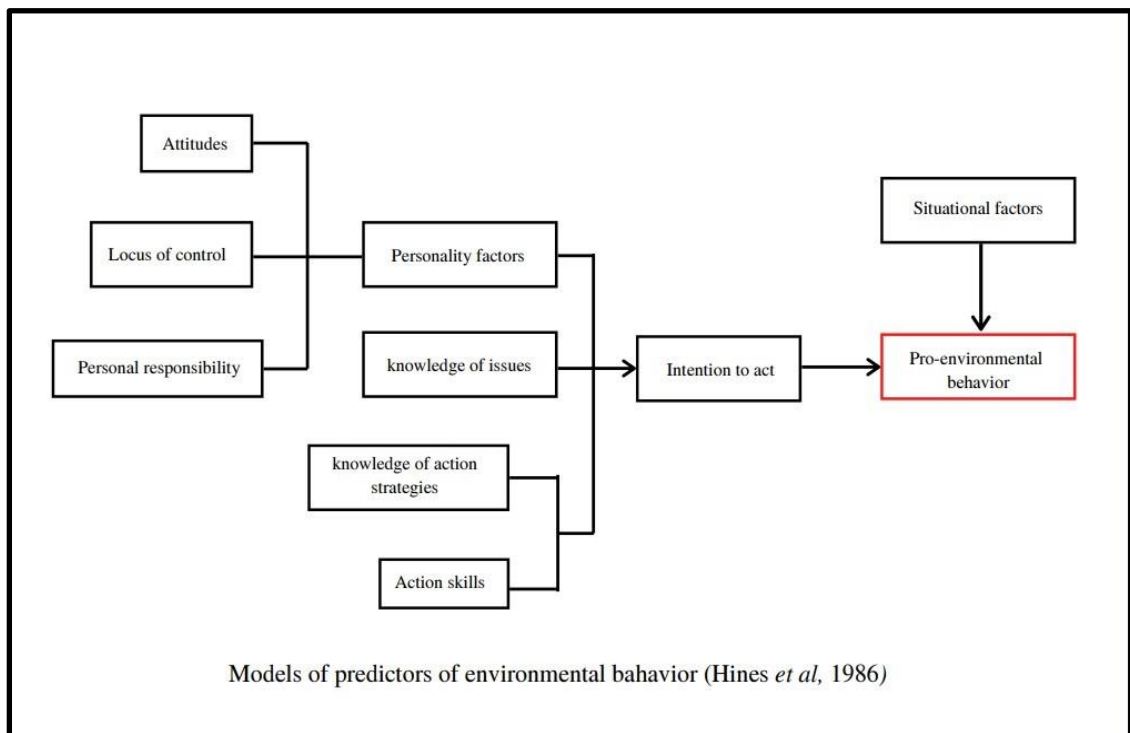 Attitudes
Locus of control
Personal responsibility
Personality factors
knowledge of issues
knowledge of action
strategies
Action skills
Intention to act
Situational factors
Pro-environmental
behavior
Models of predictors of environmental bahavior (Hines et al, 1986)